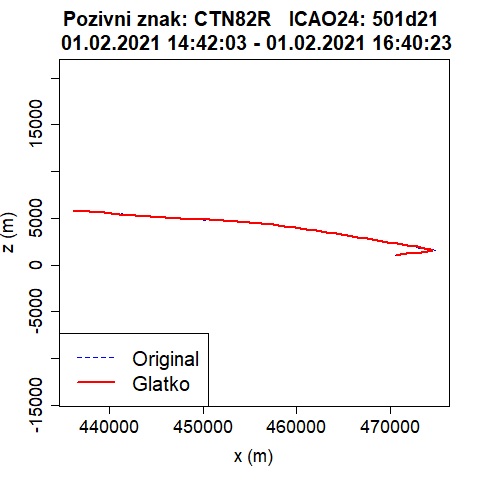 Pozivni znak: CTN82R   ICAO24: 501d21
01.02.2021 14:42:03 - 01.02.2021 16:40:23
z (m)
15000
5000
0
-5000
-15000
Original
Glatko
440000
450000
460000
470000
x (m)